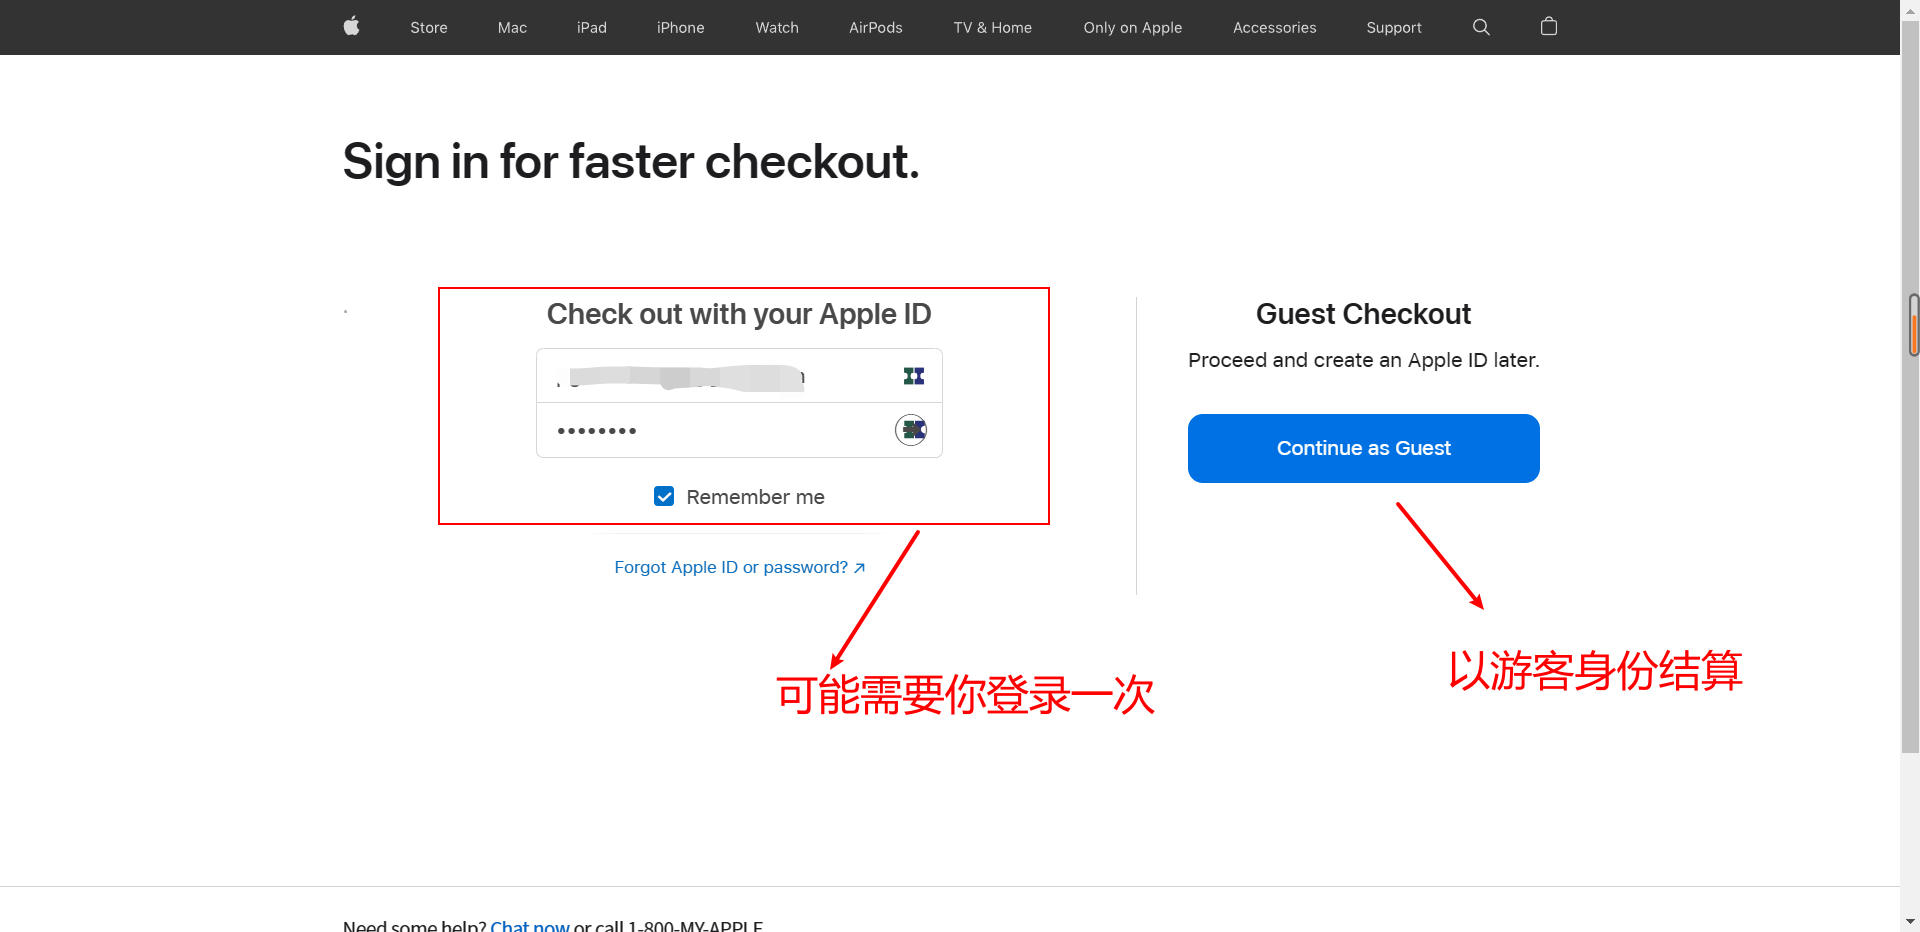 Store Mac iPad iPhone Watch AirPods TV & Home Only on Apple Accessories Support
Sign in for faster checkout.
Check out with your Apple ID
••••••••
Remember me
Forgot Apple ID or password? ↗
Guest Checkout
Proceed and create an Apple ID later.
Continue as Guest
可能需要你登录一次
以游客身份结算
Need some help? Chat now or call 1-800-MY-APPLE